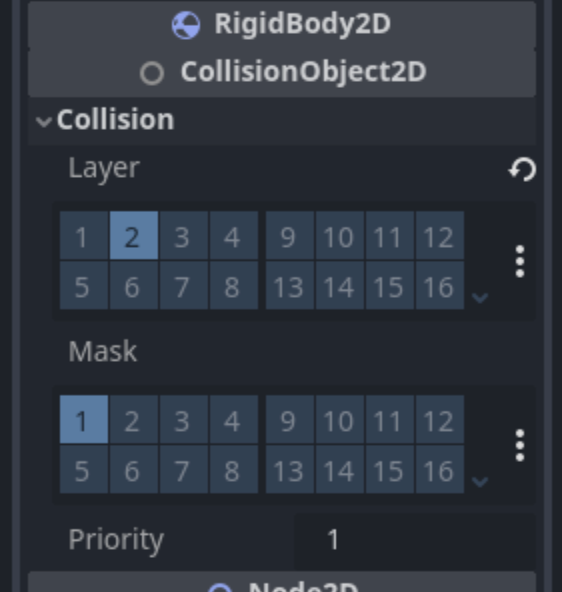 RigidBody2D
CollisionObject2D
Collision
Layer
1 2 3 4 9 10 11 12
5 6 7 8 13 14 15 16
Mask
1 2 3 4 9 10 11 12
5 6 7 8 13 14 15 16
Priority 1
Node2D